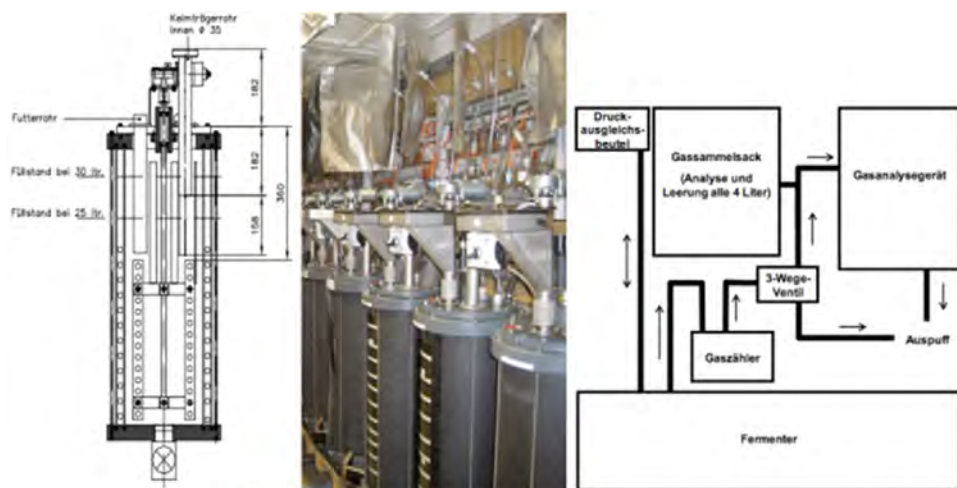 Keimträgerrohr
Innen ø 35
Futterrohr
Füllstand bei 30 ltr.
Füllstand bei 25 ltr.
182
182
158
360
Druck-
ausgleichs-
beutel
Gassammelsack
(Analyse und
Leerung alle 4 Liter)
Gasanalysegerät
3-Wege-
Ventil
Gaszähler
Auspuff
Fermenter